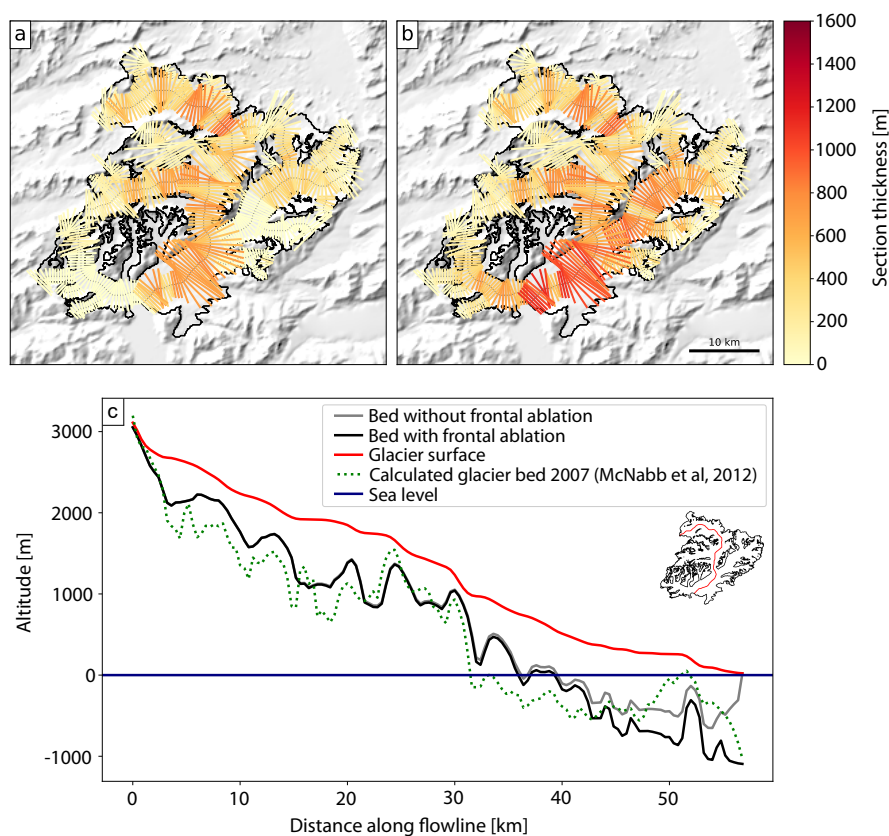 a
b
1600
1400
1200
1000
800
600
400
200
0
Section thickness [m]
10 km
c
Bed without frontal ablation
Bed with frontal ablation
Glacier surface
Calculated glacier bed 2007 (McNabb et al, 2012)
Sea level
3000
2000
1000
0
-1000
Altitude [m]
0 10 20 30 40 50
Distance along flowline [km]